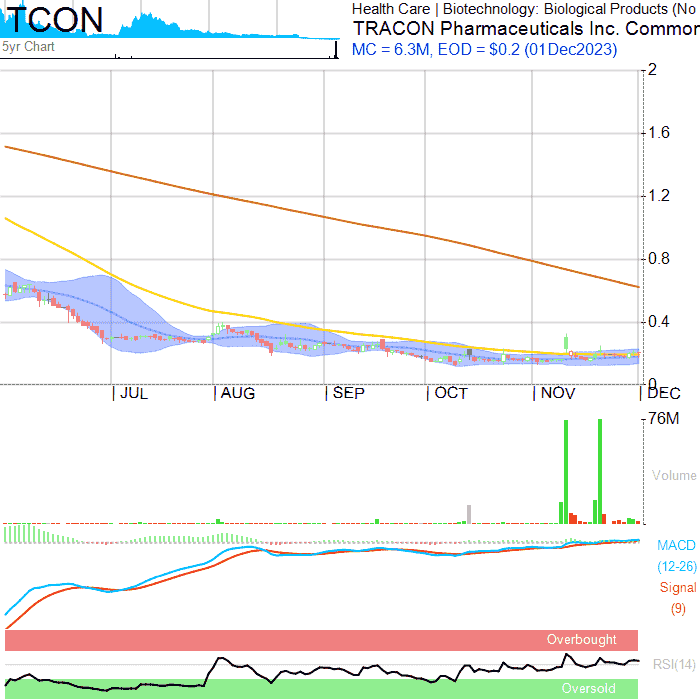 TCON
5yr Chart
Health Care | Biotechnology: Biological Products (No
TRACON Pharmaceuticals Inc. Common
MC = 6.3M, EOD = $0.2 (01Dec2023)
2
1.6
1.2
0.8
0.4
0
JUL AUG SEP OCT NOV DEC
76M
Volume
MACD
(12-26)
Signal
(9)
Overbought
RSI(14)
Oversold